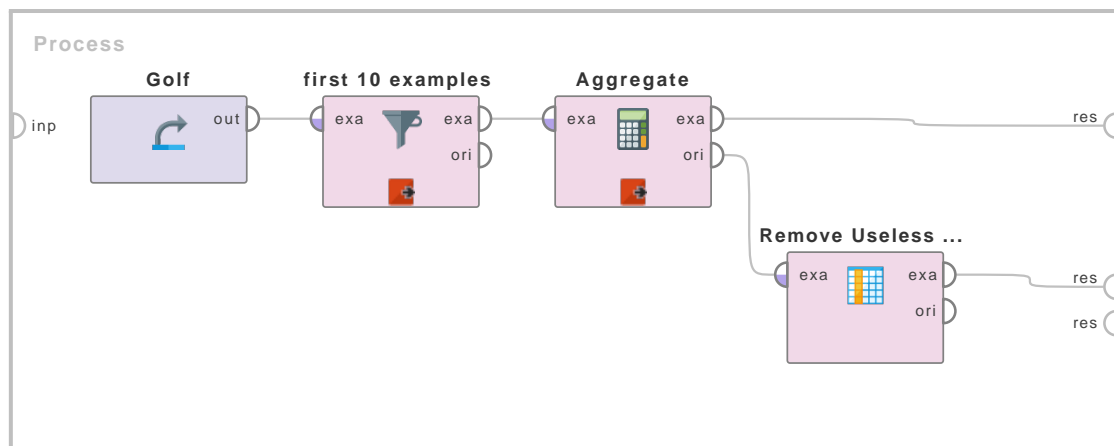 Process
Golf
first 10 examples
Aggregate
inp
out
exa
exa
ori
exa
exa
ori
res
Remove Useless ...
exa
exa
ori
res
res